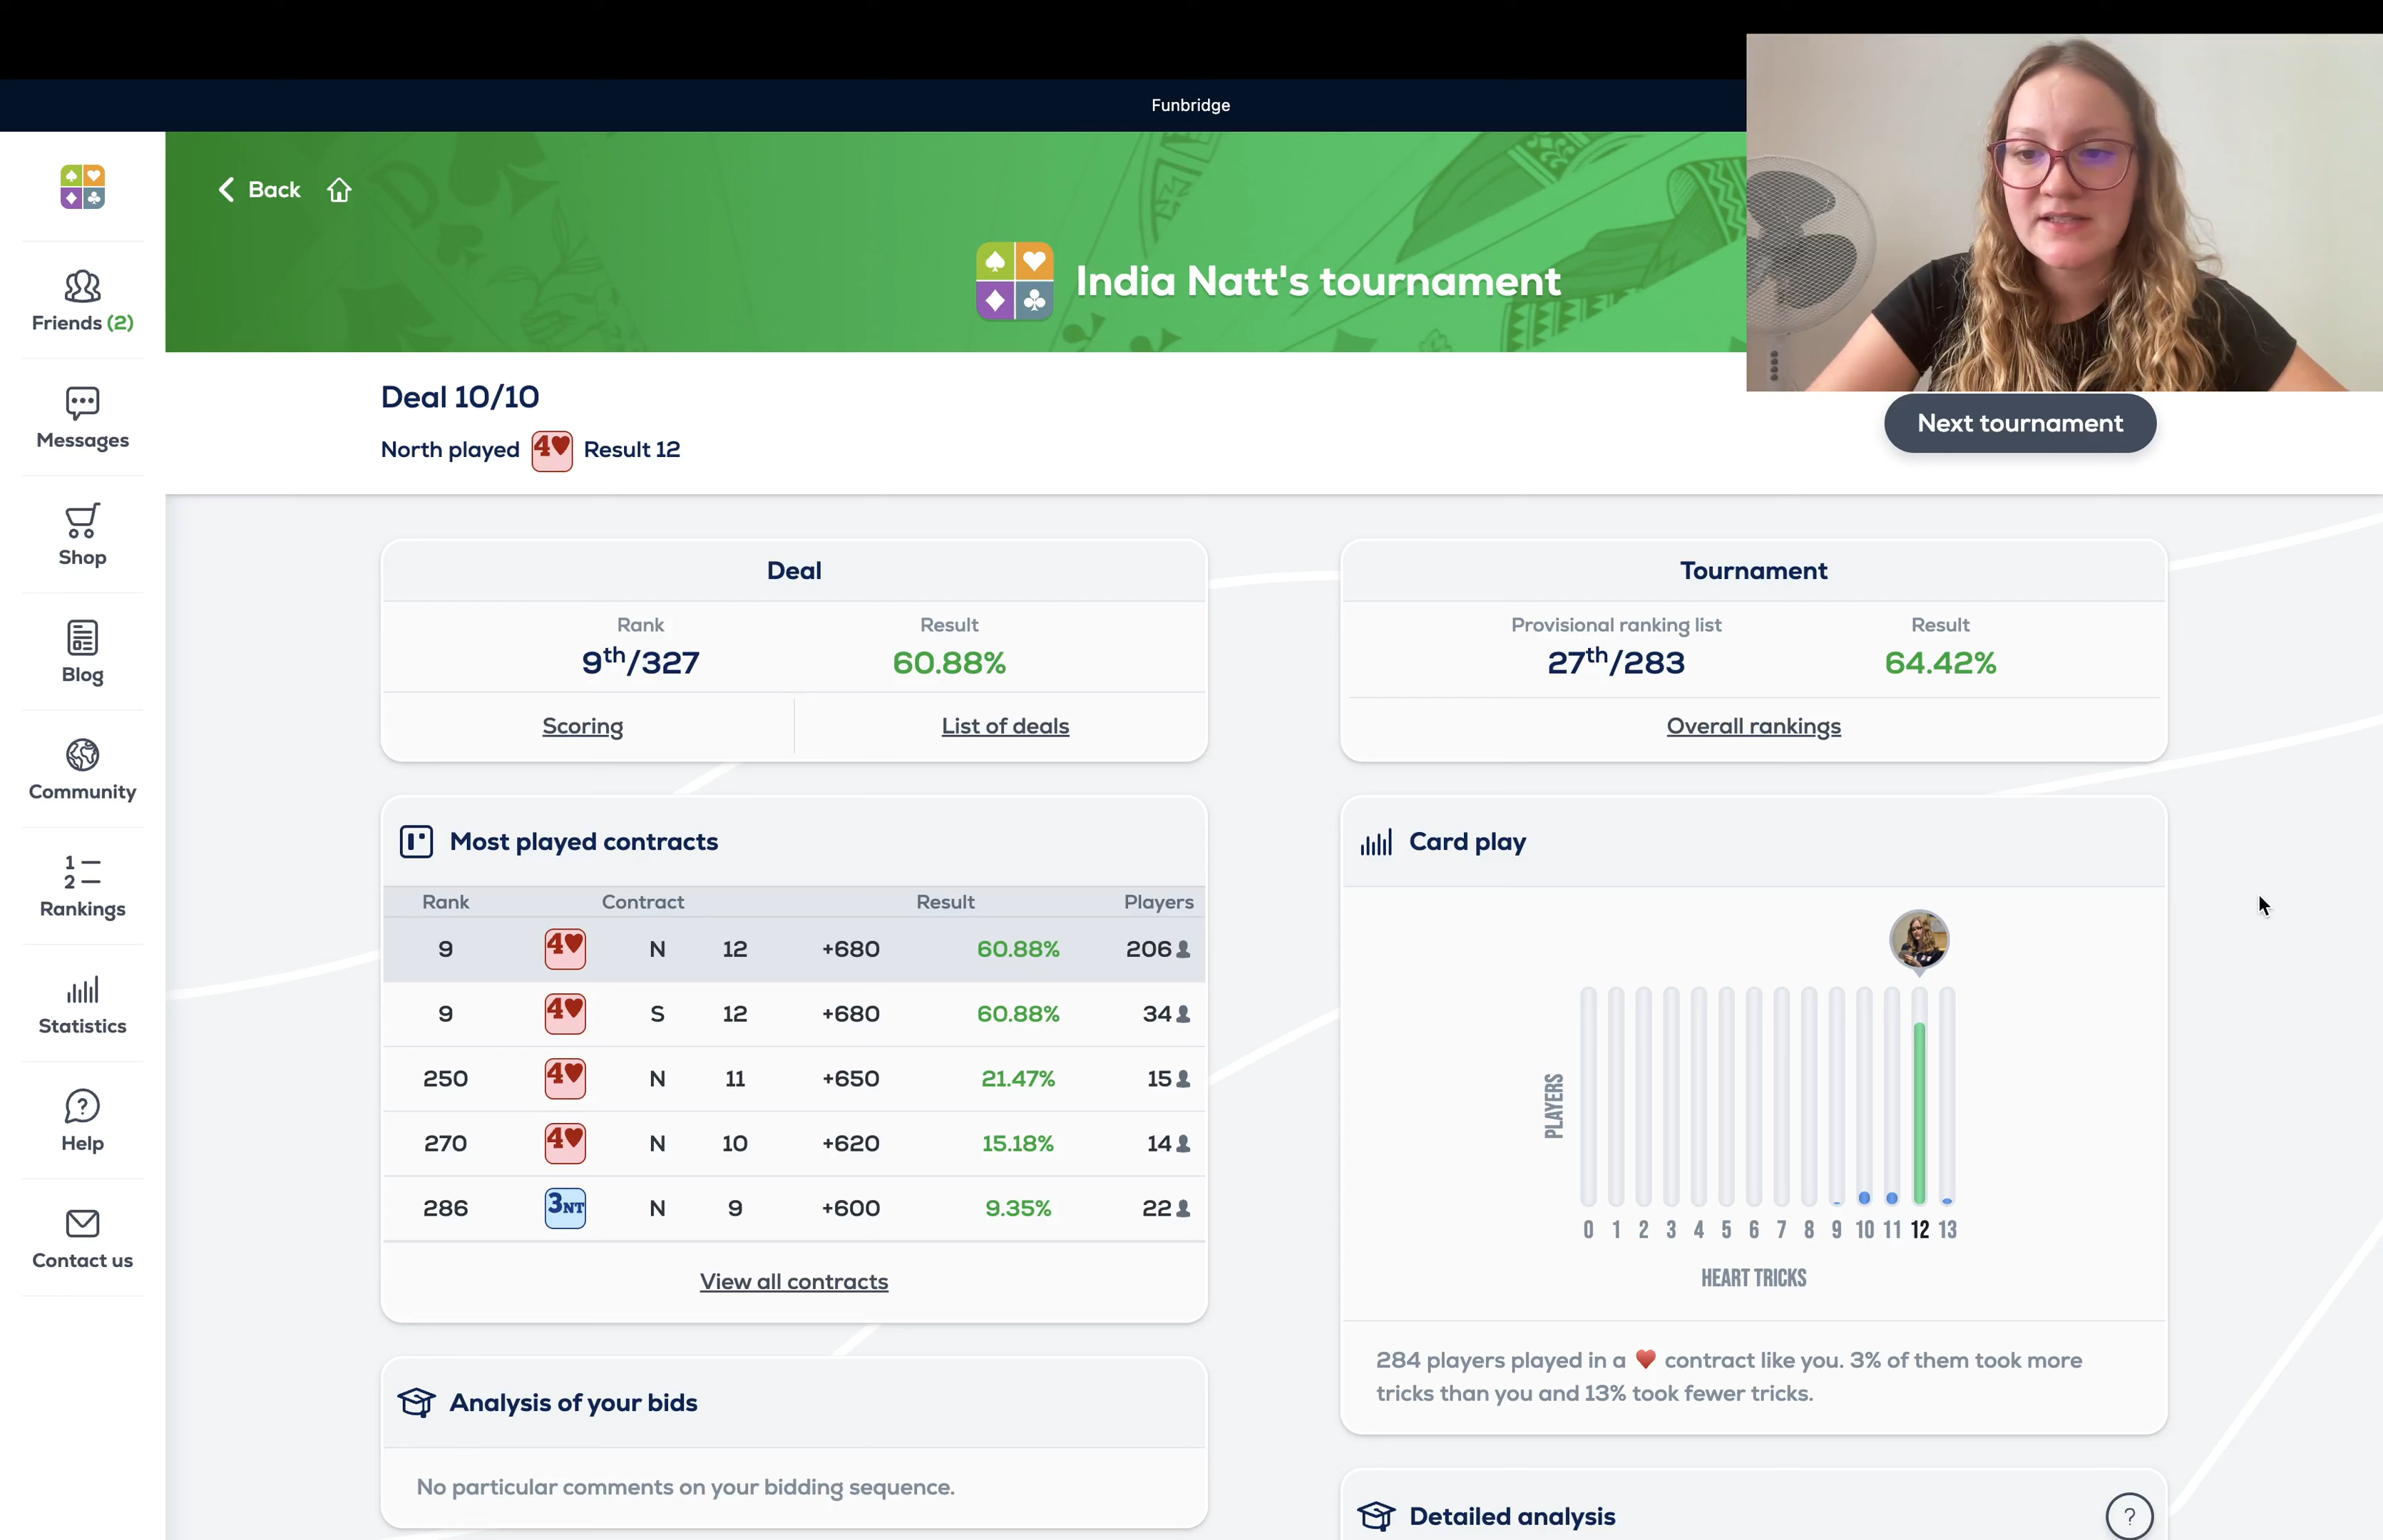 Funbridge
Back
India Natt's tournament
Friends (2)
Messages
Shop
Blog
Community
1
2
Rankings
Statistics
Help
Contact us
Deal 10/10
North played 4♥ Result 12
Next tournament
Deal
Rank Result
9th/327 60.88%
Scoring List of deals
Tournament
Provisional ranking list Result
27th/283 64.42%
Overall rankings
Most played contracts
Rank Contract Result Players
9 4♥ N 12 +680 60.88% 206
9 4♥ S 12 +680 60.88% 34
250 4♥ N 11 +650 21.47% 15
270 4♥ N 10 +620 15.18% 14
286 3NT N 9 +600 9.35% 22
View all contracts
Card play
PLAYERS
0 1 2 3 4 5 6 7 8 9 10 11 12 13
HEART TRICKS
284 players played in a ♥ contract like you. 3% of them took more
tricks than you and 13% took fewer tricks.
Analysis of your bids
No particular comments on your bidding sequence.
Detailed analysis
?